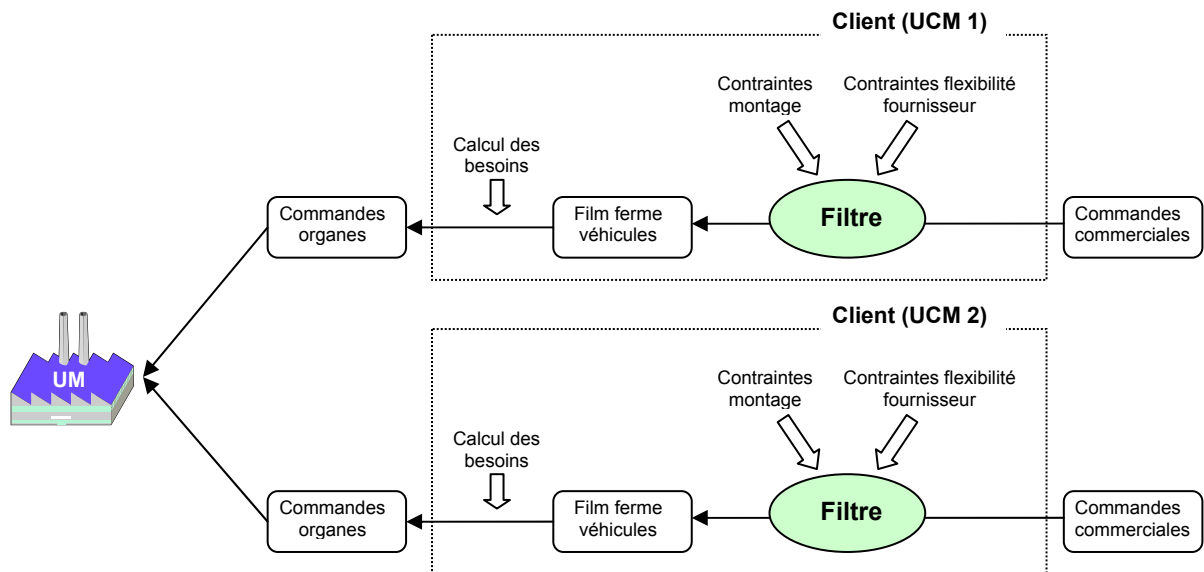 Client (UCM 1)
Contraintes
montage
Contraintes flexibilité
fournisseur
Calcul des
besoins
Commandes
organes
Film ferme
véhicules
Filtre
Commandes
commerciales
UM
Client (UCM 2)
Contraintes
montage
Contraintes flexibilité
fournisseur
Calcul des
besoins
Commandes
organes
Film ferme
véhicules
Filtre
Commandes
commerciales